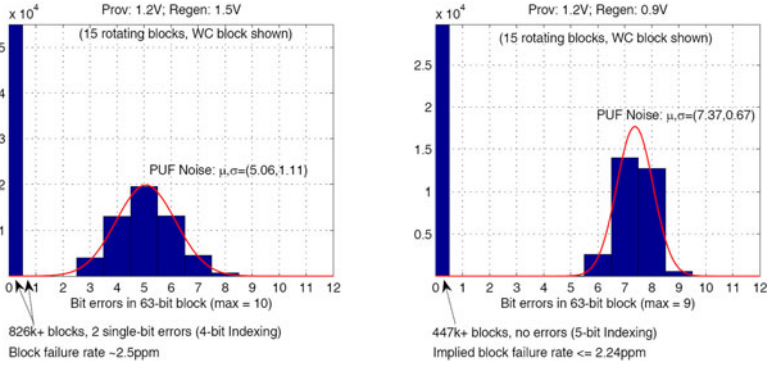 x 10⁴
Prov: 1.2V; Regen: 1.5V
(15 rotating blocks, WC block shown)
5
4
3
PUF Noise: μ,σ=(5.06,1.11)
2
1
0 1 2 3 4 5 6 7 8 9 10 11 12
Bit errors in 63-bit block (max = 10)
826k+ blocks, 2 single-bit errors (4-bit Indexing)
Block failure rate ~2.5ppm
x 10⁴
Prov: 1.2V; Regen: 0.9V
(15 rotating blocks, WC block shown)
2.5
PUF Noise: μ,σ=(7.37,0.67)
2
1.5
1
0.5
0 1 2 3 4 5 6 7 8 9 10 11 12
Bit errors in 63-bit block (max = 9)
447k+ blocks, no errors (5-bit Indexing)
Implied block failure rate <= 2.24ppm